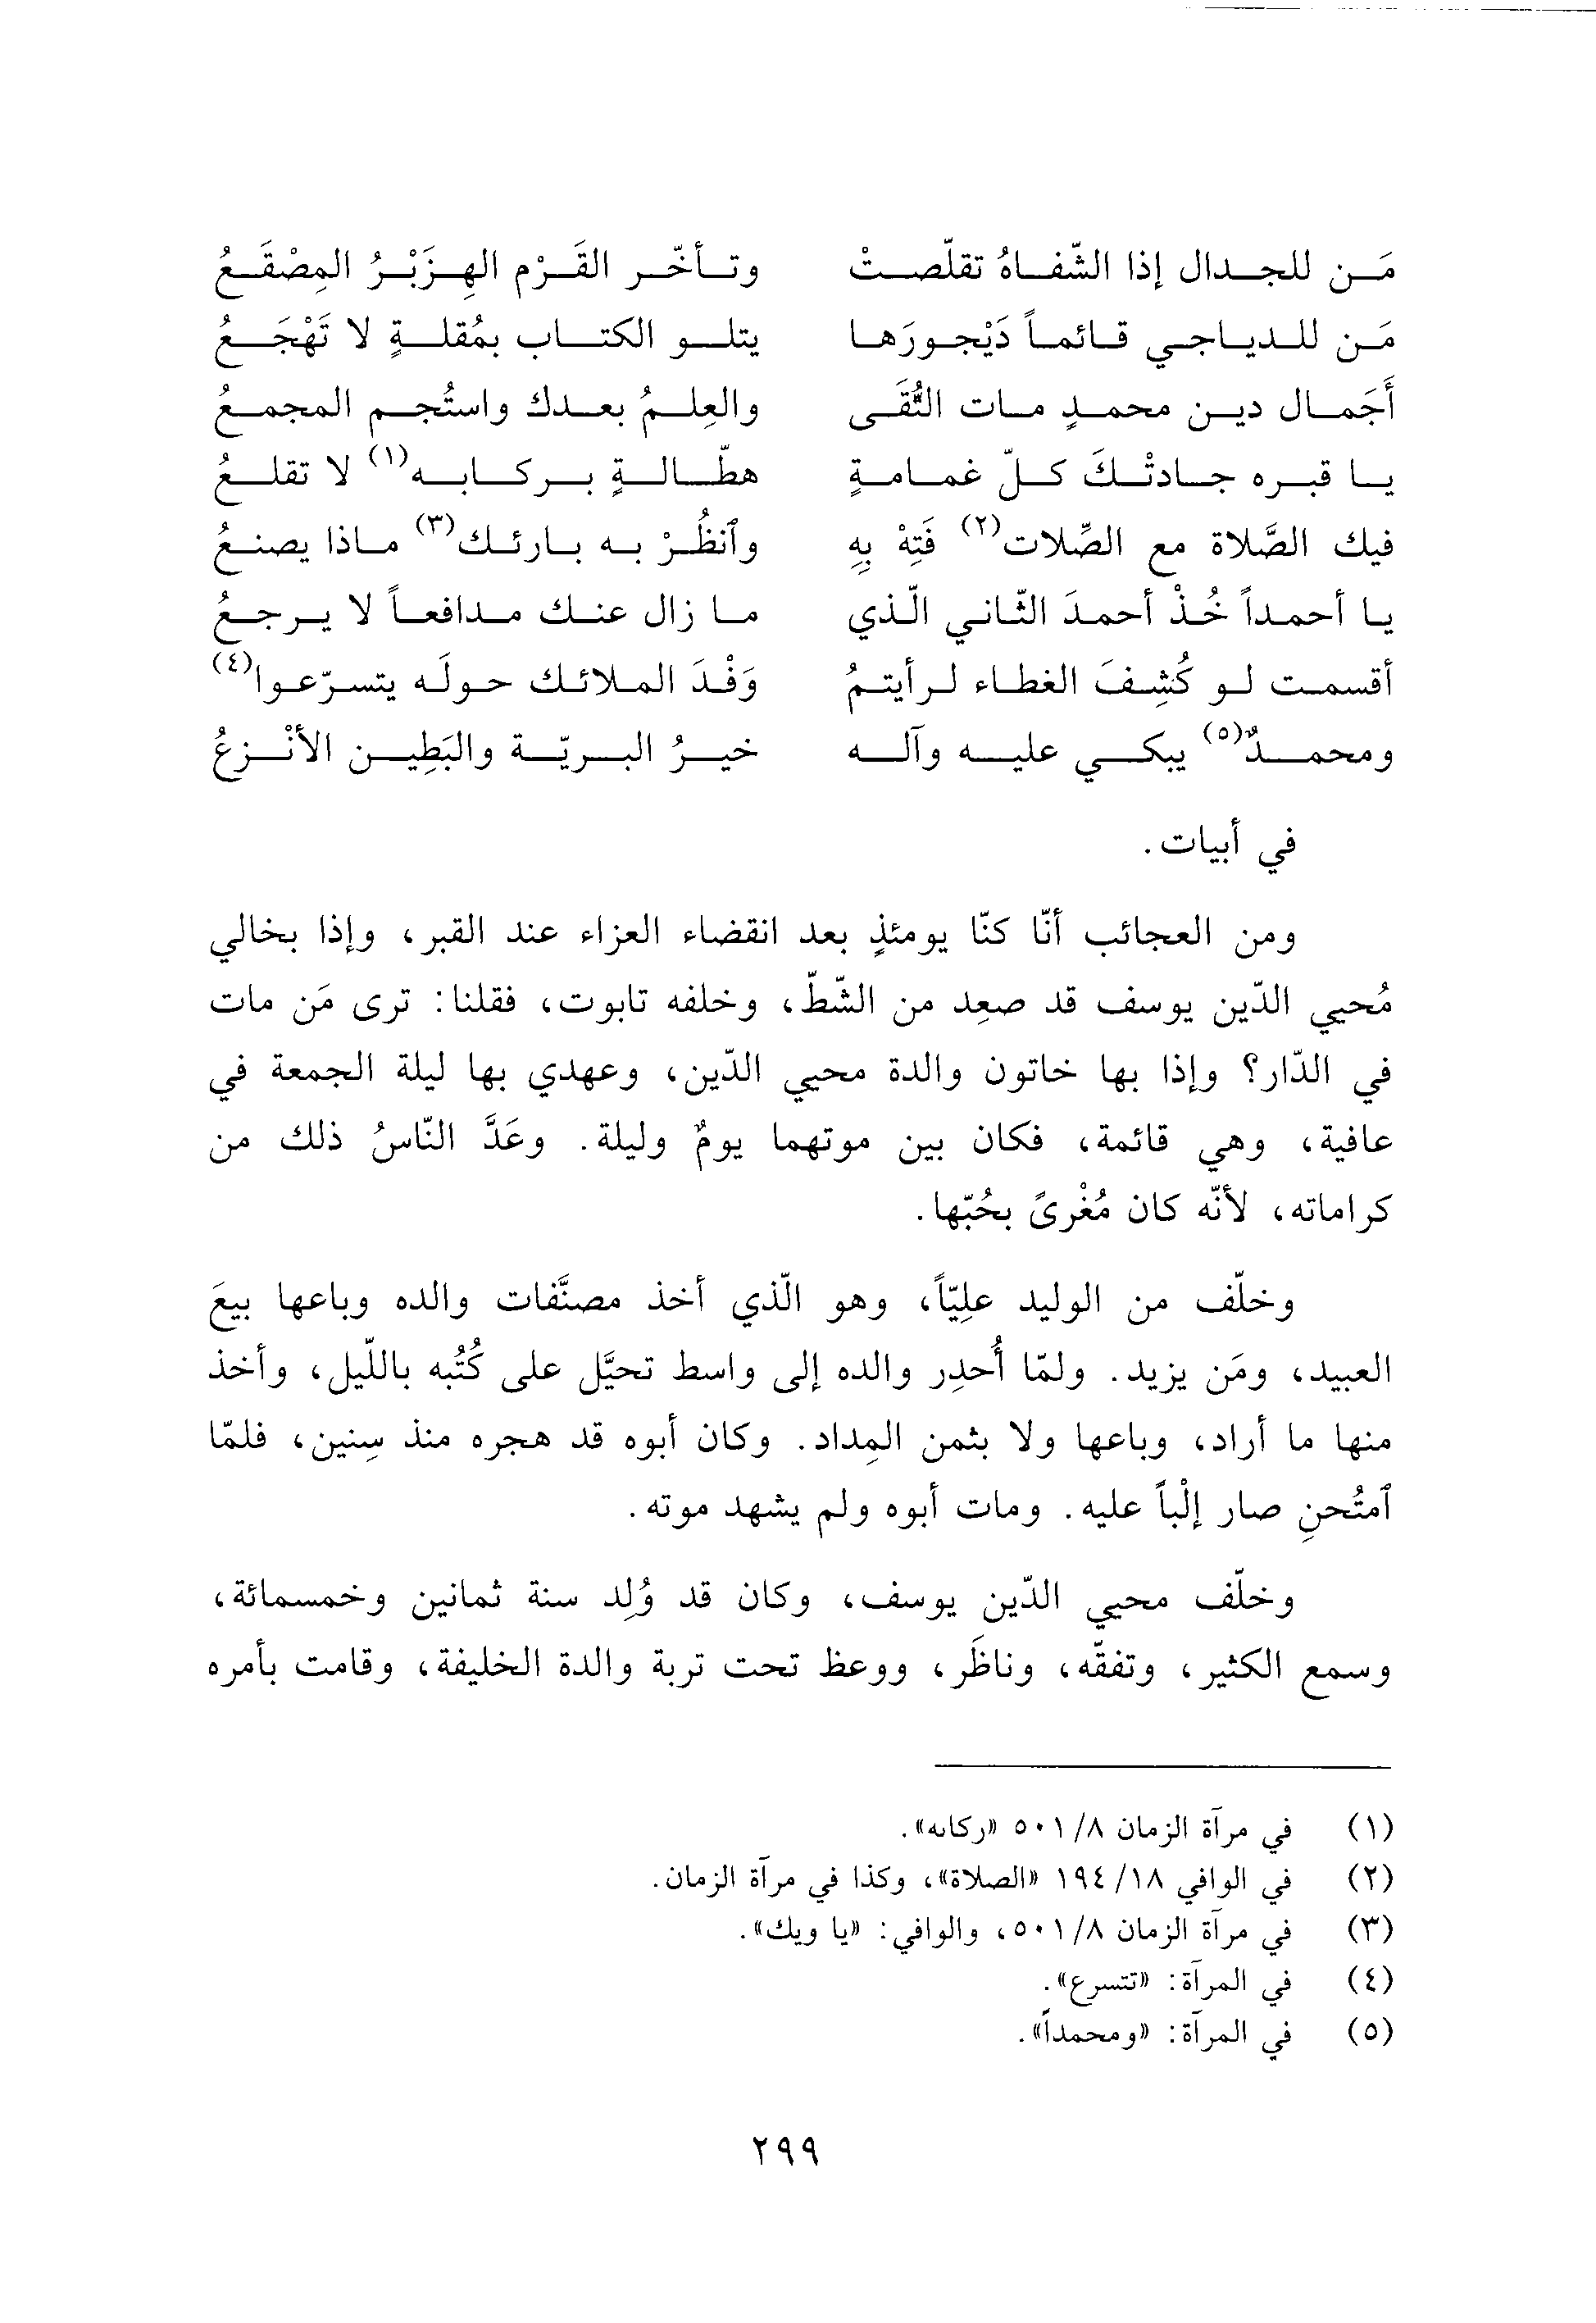 مَن للجدال إذا الشّفاهُ تقلّصتْ وتأخّر القَرْم الهِزَبْرُ المِصْقَعُ
مَن للدياجي قائماً دَيْجورَها يتلو الكتاب بمُقلةٍ لا تَهْجَعُ
أَجَمال دين محمدٍ مات التُّقَى والعِلمُ بعدك واستُجم المجمعُ
يا قبره جادتْكَ كلّ غمامةٍ هطّالةٍ بركابه(١) لا تقلعُ
فيك الصَّلاة مع الصِّلات(٢) فَتِهْ بِهِ وٱنظُرْ به بارئك(٣) ماذا يصنعُ
يا أحمداً خُذْ أحمدَ الثّاني الّذي ما زال عنك مدافعاً لا يرجعُ
أقسمت لو كُشِفَ الغطاء لرأيتمُ وَفْدَ الملائك حولَه يتسرّعوا(٤)
ومحمدٌ(٥) يبكي عليه وآله خيرُ البريّة والبَطِين الأنْزعُ
في أبيات.
ومن العجائب أنّا كنّا يومئذٍ بعد انقضاء العزاء عند القبر، وإذا بخالي
مُحيي الدّين يوسف قد صعِد من الشّطّ، وخلفه تابوت، فقلنا: ترى مَن مات
في الدّار؟ وإذا بها خاتون والدة محيي الدّين، وعهدي بها ليلة الجمعة في
عافية، وهي قائمة، فكان بين موتهما يومٌ وليلة. وعَدَّ النّاسُ ذلك من
كراماته، لأنّه كان مُغْرىً بحُبّها.
وخلّف من الوليد علِيّاً، وهو الّذي أخذ مصنَّفات والده وباعها بيعَ
العبيد، ومَن يزيد. ولمّا أُحدِر والده إلى واسط تحيَّل على كُتُبه باللّيل، وأخذ
منها ما أراد، وباعها ولا بثمن المِداد. وكان أبوه قد هجره منذ سِنين، فلمّا
ٱمتُحنِ صار إلْباً عليه. ومات أبوه ولم يشهد موته.
وخلّف محيي الدّين يوسف، وكان قد وُلِد سنة ثمانين وخمسمائة،
وسمع الكثير، وتفقّه، وناظَر، ووعظ تحت تربة والدة الخليفة، وقامت بأمره
(١) في مرآة الزمان ٥٠١/٨ «ركابه».
(٢) في الوافي ١٩٤/١٨ «الصلاة»، وكذا في مرآة الزمان.
(٣) في مرآة الزمان ٥٠١/٨، والوافي: «يا ويك».
(٤) في المرآة: «تتسرع».
(٥) في المرآة: «ومحمداً».
٢٩٩